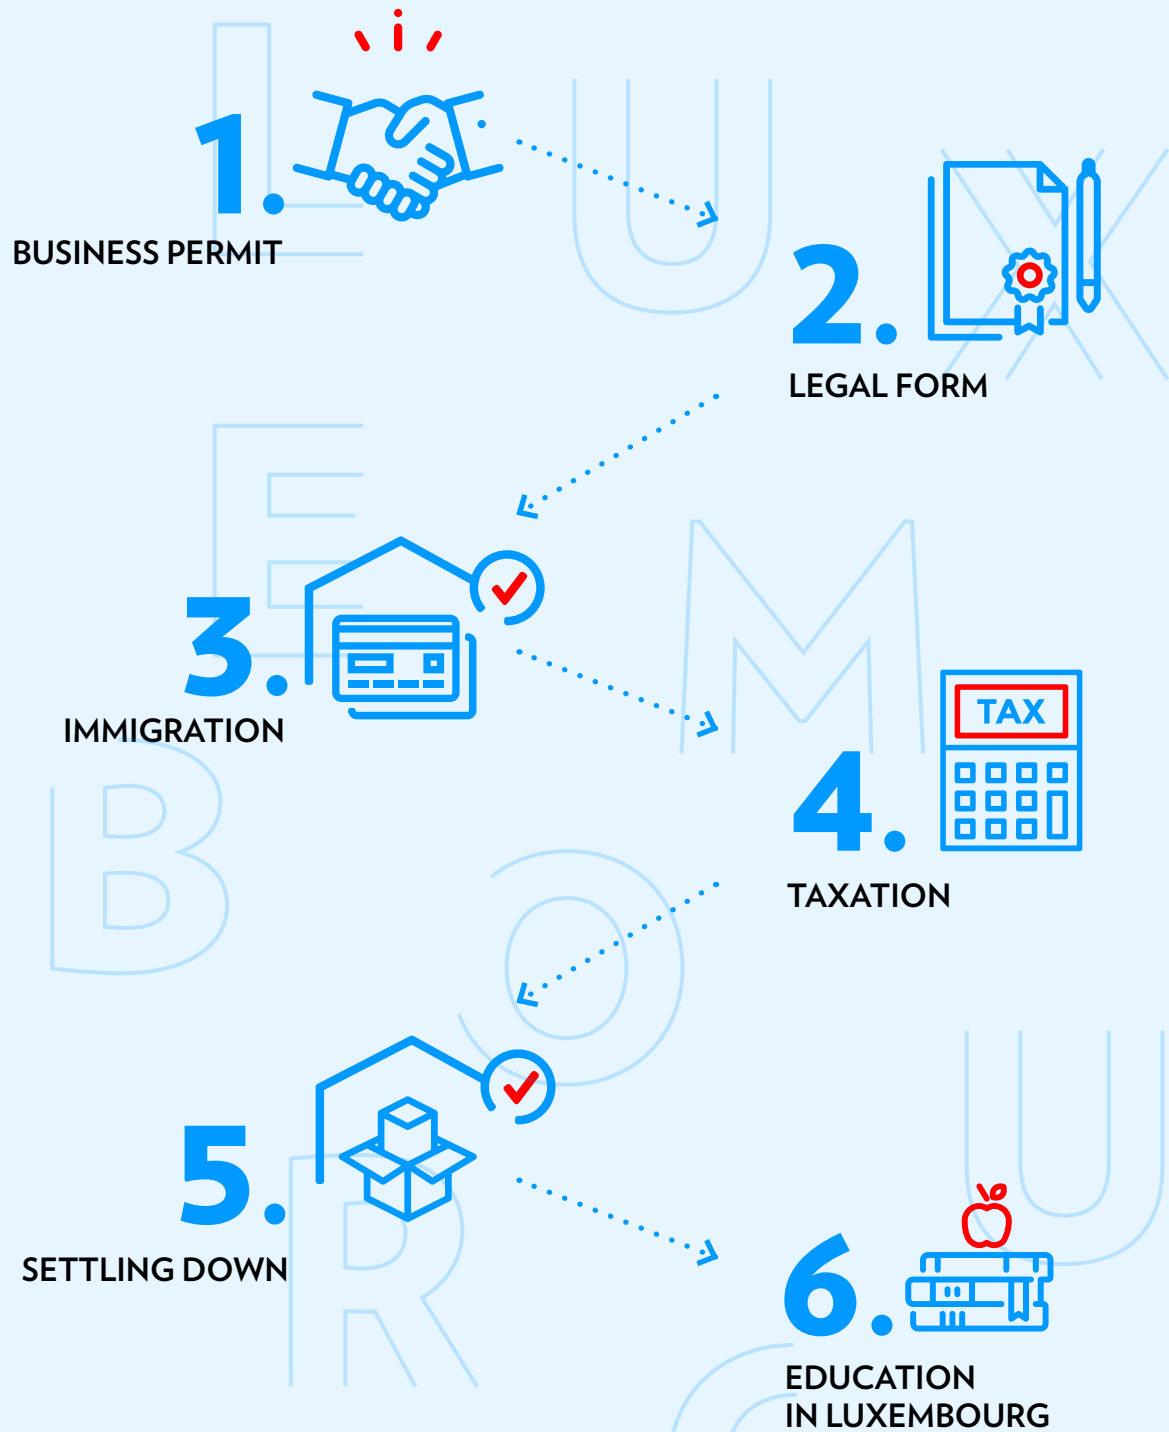 1.
BUSINESS PERMIT
2.
LEGAL FORM
3.
IMMIGRATION
TAX
4.
TAXATION
5.
SETTLING DOWN
6.
EDUCATION
IN LUXEMBOURG
L
U
X
E
M
B
O
U
R